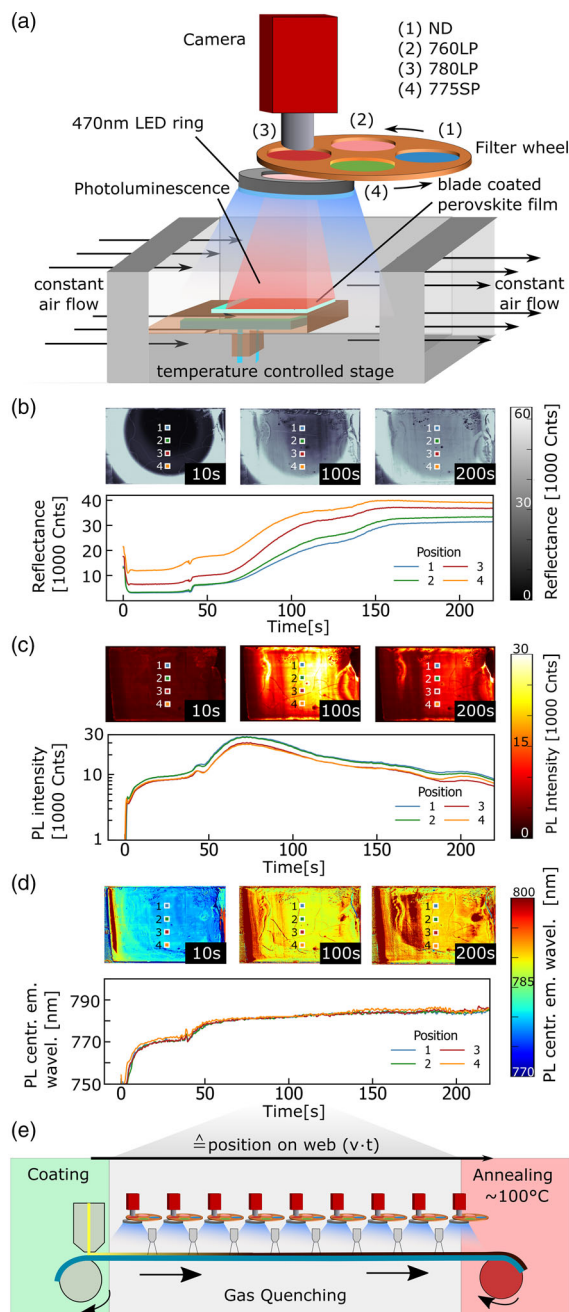 (a)
Camera
(1) ND
(2) 760LP
(3) 780LP
(4) 775SP
470nm LED ring
(3)
(2)
(1)
Filter wheel
Photoluminescence
(4)
blade coated
perovskite film
constant
air flow
constant
air flow
temperature controlled stage
(b)
1
2
3
4
10s
1
2
3
4
100s
1
2
3
4
200s
60
30
0
Reflectance [1000 Cnts]
Reflectance
[1000 Cnts]
40
30
20
10
Position
1 3
2 4
0 50 100 150 200
Time[s]
(c)
1
2
3
4
10s
1
2
3
4
100s
1
2
3
4
200s
30
15
0
PL Intensity [1000 Cnts]
PL intensity
[1000 Cnts]
30
10
1
Position
1 3
2 4
0 50 100 150 200
Time[s]
(d)
1
2
3
4
10s
1
2
3
4
100s
1
2
3
4
200s
800
785
770
PL centr. em. wavel. [nm]
PL centr. em.
wavel. [nm]
790
770
750
Position
1 3
2 4
0 50 100 150 200
Time[s]
(e)
≙position on web (v·t)
Coating
Annealing
~100°C
Gas Quenching